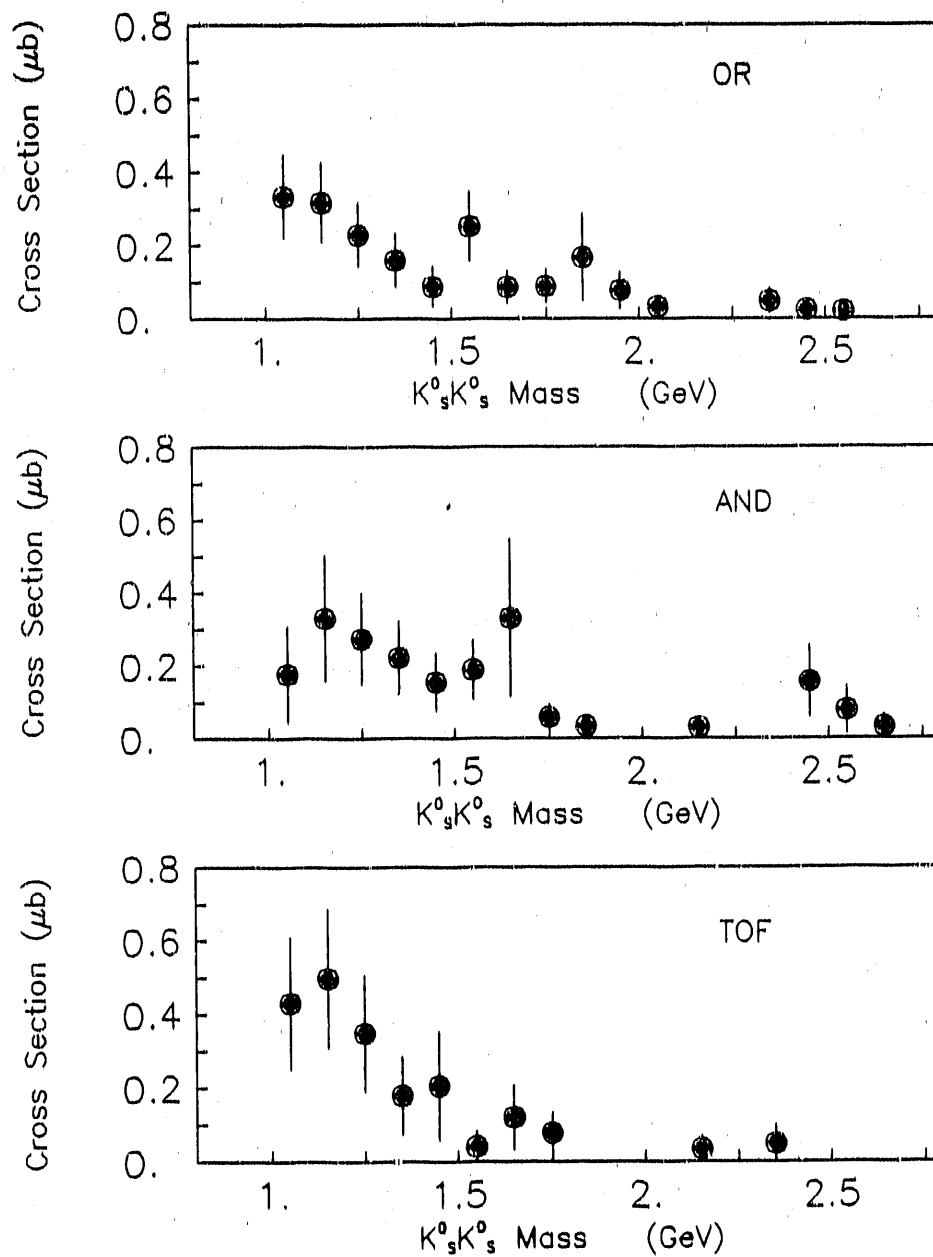 Cross Section (μb)
0.8
0.6
0.4
0.2
0.
OR
1. 1.5 2. 2.5
K⁰ₛK⁰ₛ Mass (GeV)
Cross Section (μb)
0.8
0.6
0.4
0.2
0.
AND
1. 1.5 2. 2.5
K⁰ₛK⁰ₛ Mass (GeV)
Cross Section (μb)
0.8
0.6
0.4
0.2
0.
TOF
1. 1.5 2. 2.5
K⁰ₛK⁰ₛ Mass (GeV)